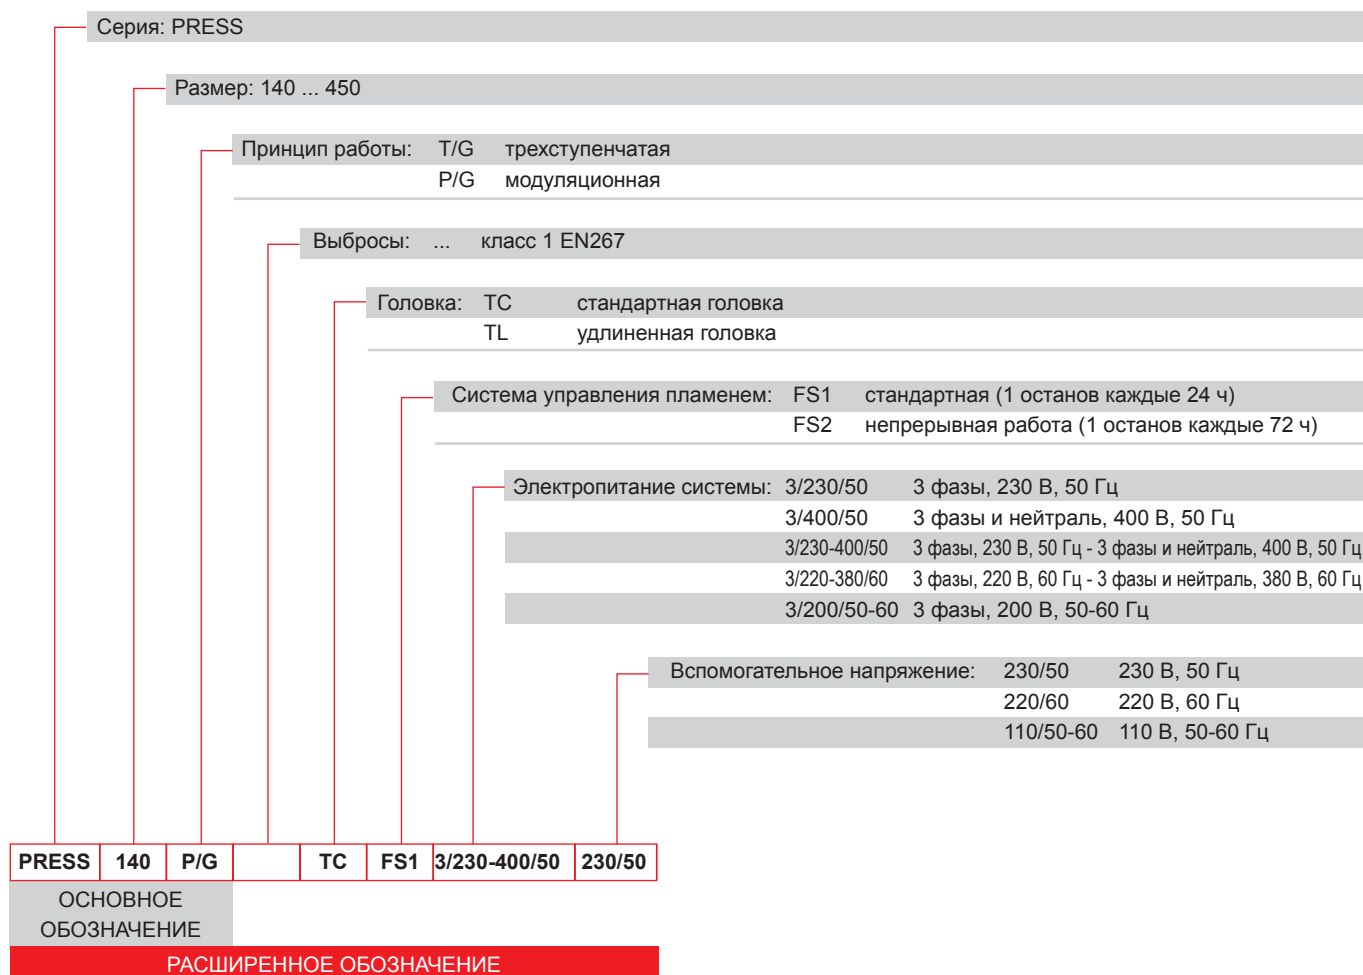 Серия: PRESS
Размер: 140 ... 450
Принцип работы: T/G трехступенчатая
P/G модуляционная
Выбросы: ... класс 1 EN267
Головка: TC стандартная головка
TL удлиненная головка
Система управления пламенем: FS1 стандартная (1 останов каждые 24 ч)
FS2 непрерывная работа (1 останов каждые 72 ч)
Электропитание системы: 3/230/50 3 фазы, 230 В, 50 Гц
3/400/50 3 фазы и нейтраль, 400 В, 50 Гц
3/230-400/50 3 фазы, 230 В, 50 Гц - 3 фазы и нейтраль, 400 В, 50 Гц
3/220-380/60 3 фазы, 220 В, 60 Гц - 3 фазы и нейтраль, 380 В, 60 Гц
3/200/50-60 3 фазы, 200 В, 50-60 Гц
Вспомогательное напряжение: 230/50 230 В, 50 Гц
220/60 220 В, 60 Гц
110/50-60 110 В, 50-60 Гц
PRESS 140 P/G TC FS1 3/230-400/50 230/50
ОСНОВНОЕ
ОБОЗНАЧЕНИЕ
РАСШИРЕННОЕ ОБОЗНАЧЕНИЕ